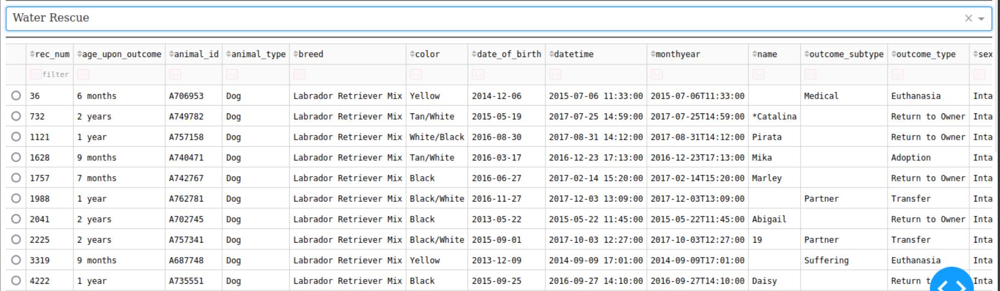 Water Rescue
rec_num age_upon_outcome animal_id animal_type breed color date_of_birth datetime monthyear name outcome_subtype outcome_type sex
Aa filter Aa Aa Aa Aa Aa Aa Aa Aa Aa Aa Aa Aa
36 6 months A706953 Dog Labrador Retriever Mix Yellow 2014-12-06 2015-07-06 11:33:00 2015-07-06T11:33:00 Medical Euthanasia Inta
732 2 years A749782 Dog Labrador Retriever Mix Tan/White 2015-05-19 2017-07-25 14:59:00 2017-07-25T14:59:00 *Catalina Return to Owner Inta
1121 1 year A757158 Dog Labrador Retriever Mix White/Black 2016-08-30 2017-08-31 14:12:00 2017-08-31T14:12:00 Pirata Return to Owner Inta
1628 9 months A740471 Dog Labrador Retriever Mix Tan/White 2016-03-17 2016-12-23 17:13:00 2016-12-23T17:13:00 Mika Adoption Inta
1757 7 months A742767 Dog Labrador Retriever Mix Black 2016-06-27 2017-02-14 15:20:00 2017-02-14T15:20:00 Marley Return to Owner Inta
1988 1 year A762781 Dog Labrador Retriever Mix Black/White 2016-11-27 2017-12-03 13:09:00 2017-12-03T13:09:00 Partner Transfer Inta
2041 2 years A702745 Dog Labrador Retriever Mix Black 2013-05-22 2015-05-22 11:45:00 2015-05-22T11:45:00 Abigail Return to Owner Inta
2225 2 years A757341 Dog Labrador Retriever Mix Black/White 2015-09-01 2017-10-03 12:27:00 2017-10-03T12:27:00 19 Partner Transfer Inta
3319 9 months A687748 Dog Labrador Retriever Mix Yellow 2013-12-09 2014-09-09 17:01:00 2014-09-09T17:01:00 Suffering Euthanasia Inta
4222 1 year A735551 Dog Labrador Retriever Mix Black 2015-09-25 2016-09-27 14:10:00 2016-09-27T14:10:00 Daisy Return t Inta